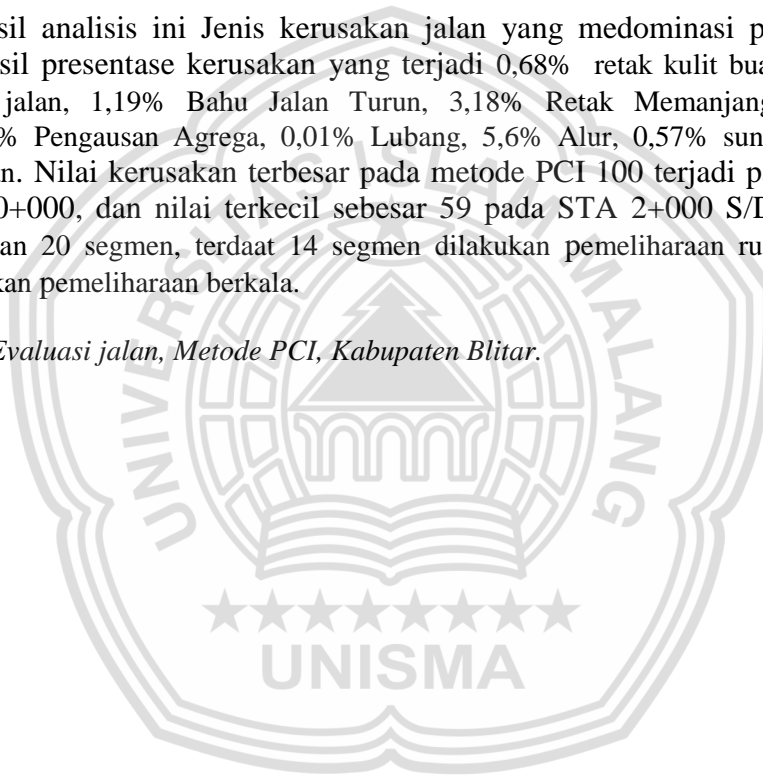 sil analisis ini Jenis kerusakan jalan yang medominasi p
sil presentase kerusakan yang terjadi 0,68% retak kulit bua
jalan, 1,19% Bahu Jalan Turun, 3,18% Retak Memanjang
% Pengausan Agrega, 0,01% Lubang, 5,6% Alur, 0,57% sun
n. Nilai kerusakan terbesar pada metode PCI 100 terjadi p
0+000, dan nilai terkecil sebesar 59 pada STA 2+000 S/D
an 20 segmen, terdaat 14 segmen dilakukan pemeliharaan ru
kan pemeliharaan berkala.
Evaluasi jalan, Metode PCI, Kabupaten Blitar.
UNIVERSITAS ISLAM MALANG
UNISMA